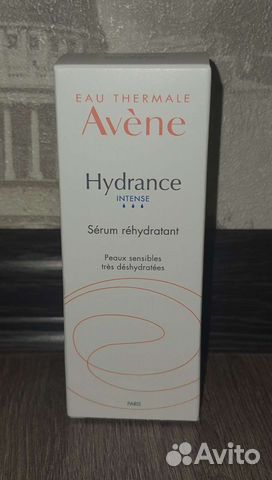 EAU THERMALE
Avène
Hydrance
INTENSE
Sérum réhydratant
Peaux sensibles
très déshydratées
PARIS
Avito